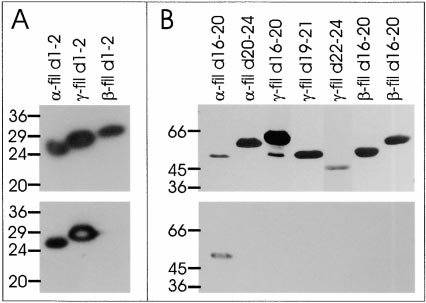 A
α-fil d1-2
γ-fil d1-2
β-fil d1-2
36
29
24
20
36
29
24
20
B
α-fil d16-20
α-fil d20-24
γ-fil d16-20
γ-fil d19-21
γ-fil d22-24
β-fil d16-20
β-fil d16-20
66
45
36
66
45
36